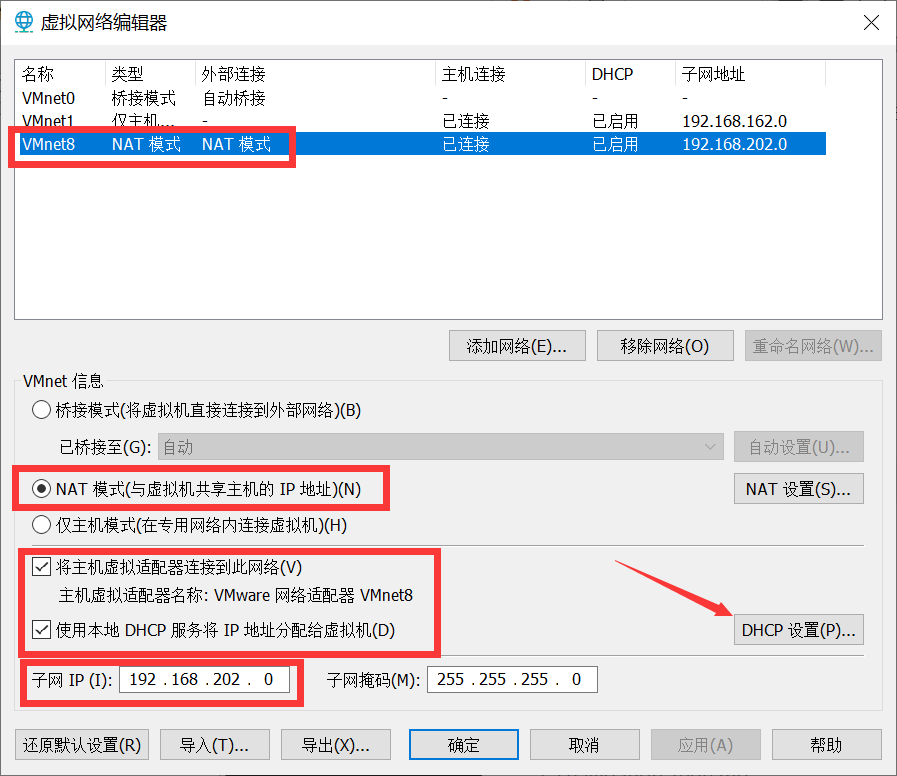 虚拟网络编辑器
名称 类型 外部连接 主机连接 DHCP 子网地址
VMnet0 桥接模式 自动桥接 - - -
VMnet1 仅主机... - 已连接 已启用 192.168.162.0
VMnet8 NAT 模式 NAT 模式 已连接 已启用 192.168.202.0
添加网络(E)... 移除网络(O) 重命名网络(W)...
VMnet 信息
桥接模式(将虚拟机直接连接到外部网络)(B)
已桥接至(G): 自动 自动设置(U)...
NAT 模式(与虚拟机共享主机的 IP 地址)(N) NAT 设置(S)...
仅主机模式(在专用网络内连接虚拟机)(H)
将主机虚拟适配器连接到此网络(V)
主机虚拟适配器名称: VMware 网络适配器 VMnet8
使用本地 DHCP 服务将 IP 地址分配给虚拟机(D) DHCP 设置(P)...
子网 IP (I): 192 . 168 . 202 . 0 子网掩码(M): 255 . 255 . 255 . 0
还原默认设置(R) 导入(T)... 导出(X)... 确定 取消 应用(A) 帮助